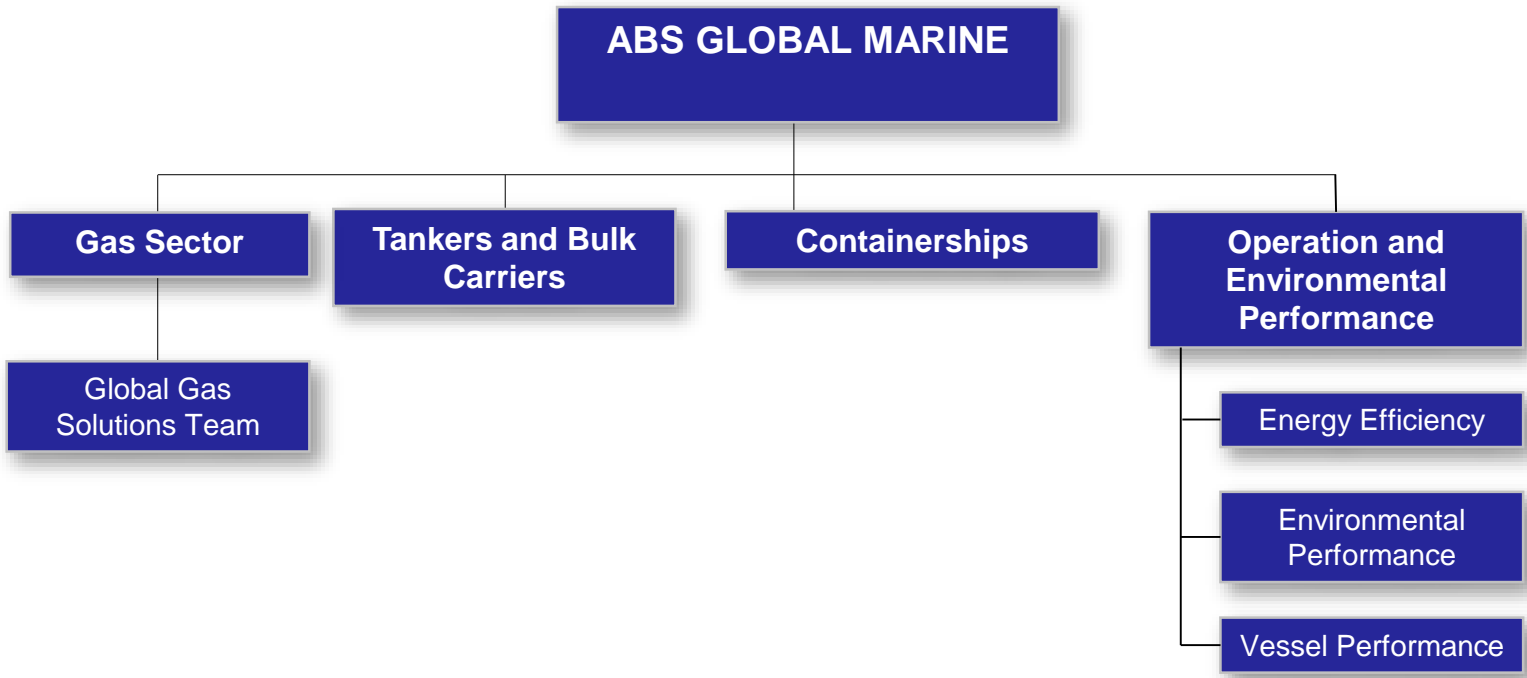 ABS GLOBAL MARINE
Gas Sector
Tankers and Bulk
Carriers
Containerships
Operation and
Environmental
Performance
Global Gas
Solutions Team
Energy Efficiency
Environmental
Performance
Vessel Performance